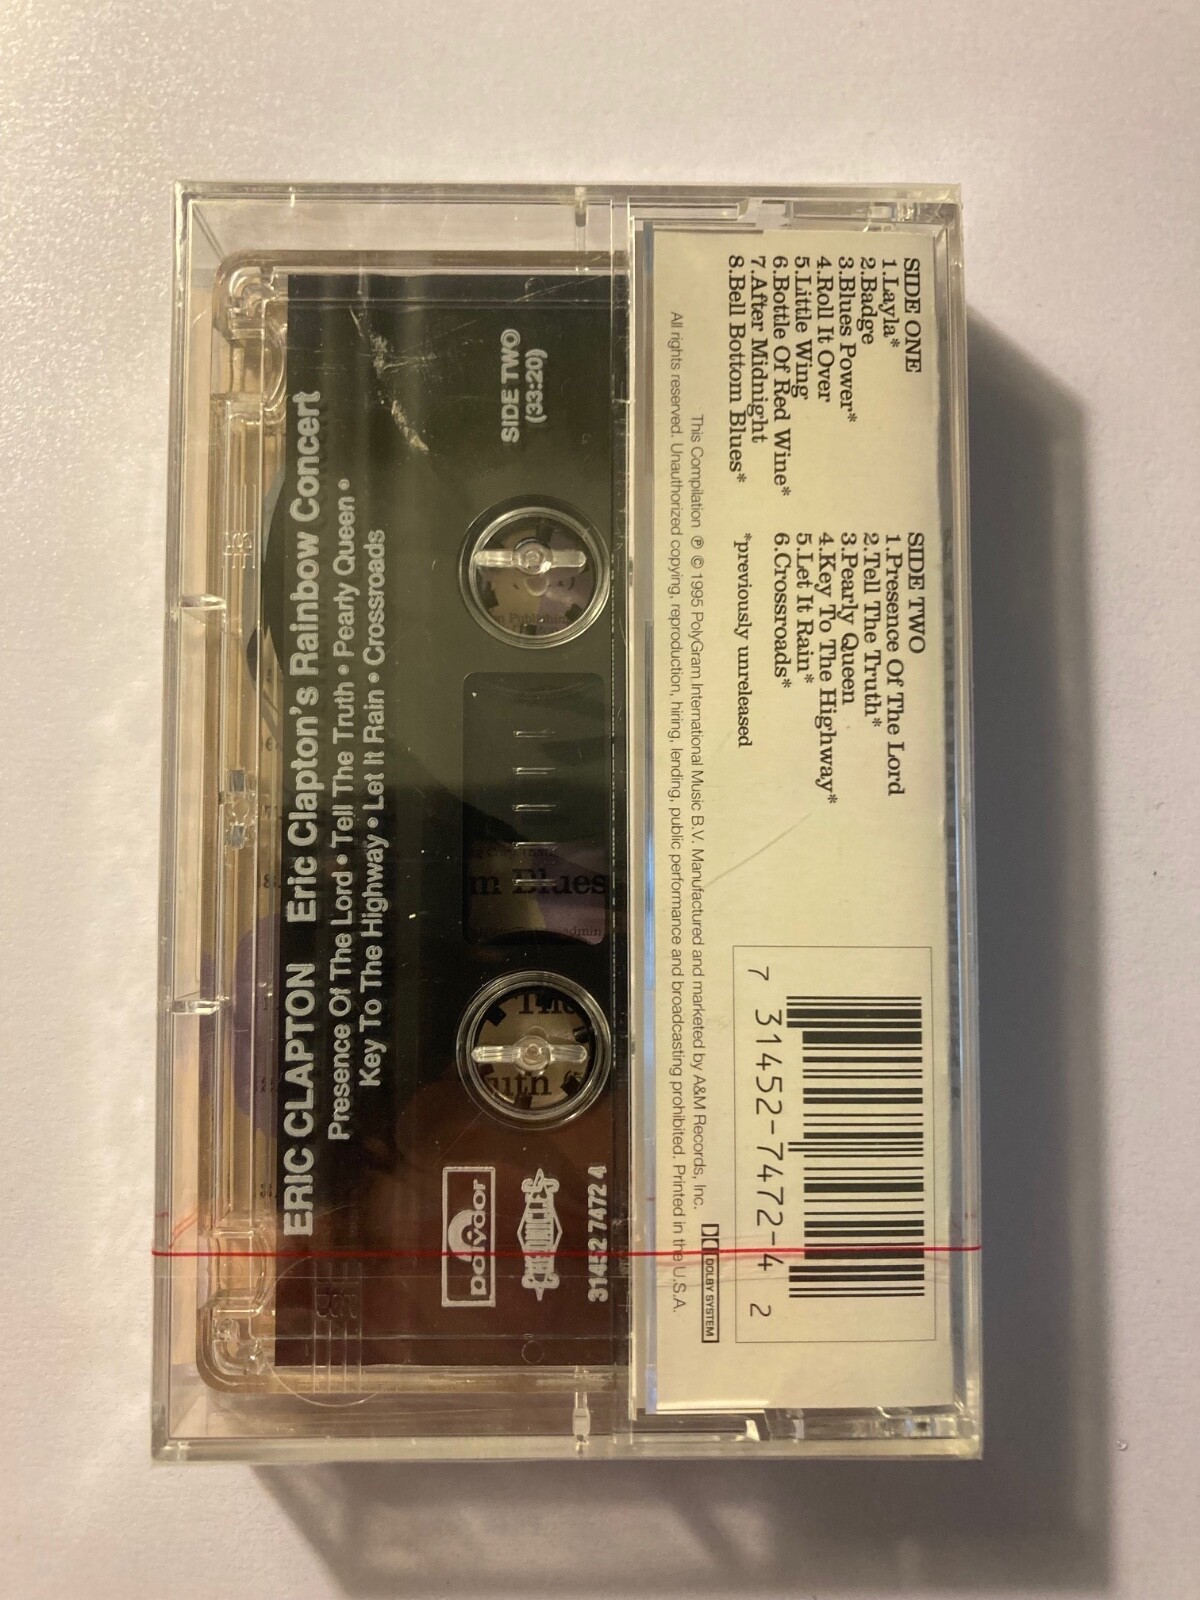 SIDE ONE
1.Layla*
2.Badge
3.Blues Power*
4.Roll It Over
5.Little Wing
6.Bottle Of Red Wine*
7.After Midnight
8.Bell Bottom Blues*
SIDE TWO
1.Presence Of The Lord
2.Tell The Truth*
3.Pearly Queen
4.Key To The Highway*
5.Let It Rain*
6.Crossroads*
*previously unreleased
This Compilation ℗ © 1995 PolyGram International Music B.V. Manufactured and marketed by A&M Records, Inc.
All rights reserved. Unauthorized copying, reproduction, hiring, lending, public performance and broadcasting prohibited. Printed in the U.S.A.
DOLBY SYSTEM
7 31452-7472-4 2
ERIC CLAPTON Eric Clapton's Rainbow Concert
Presence Of The Lord • Tell The Truth • Pearly Queen •
Key To The Highway • Let It Rain • Crossroads
SIDE TWO
(33:20)
m Blues
The
uth
polydor
31452 7472 4